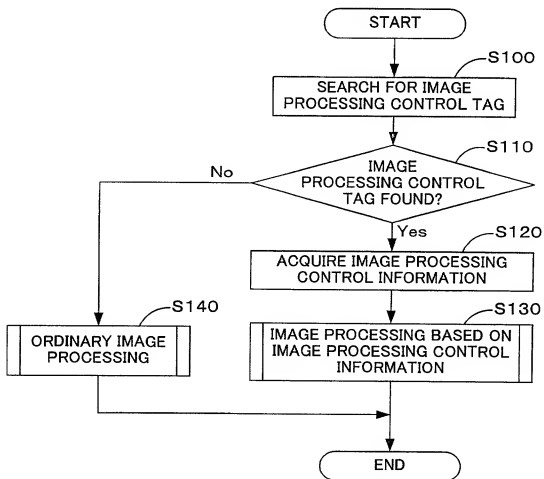 START
S100
SEARCH FOR IMAGE
PROCESSING CONTROL TAG
S110
IMAGE
PROCESSING CONTROL
TAG FOUND?
No
Yes
S120
ACQUIRE IMAGE PROCESSING
CONTROL INFORMATION
S140
ORDINARY IMAGE
PROCESSING
S130
IMAGE PROCESSING BASED ON
IMAGE PROCESSING CONTROL
INFORMATION
END